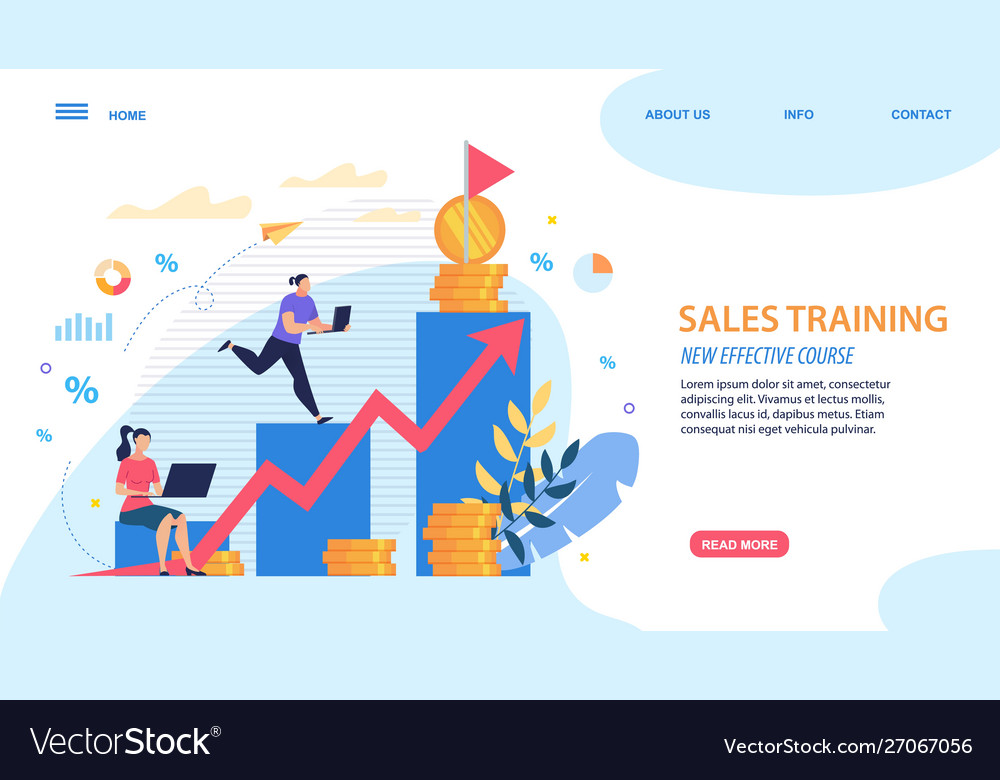 HOME
ABOUT US
INFO
CONTACT
%
%
%
%
%
SALES TRAINING
NEW EFFECTIVE COURSE
Lorem ipsum dolor sit amet, consectetur
adipiscing elit. Vivamus et lectus mollis,
convallis lacus id, dapibus metus. Etiam
consequat nisi eget vehicula pulvinar.
READ MORE
VectorStock®
VectorStock.com/27067056